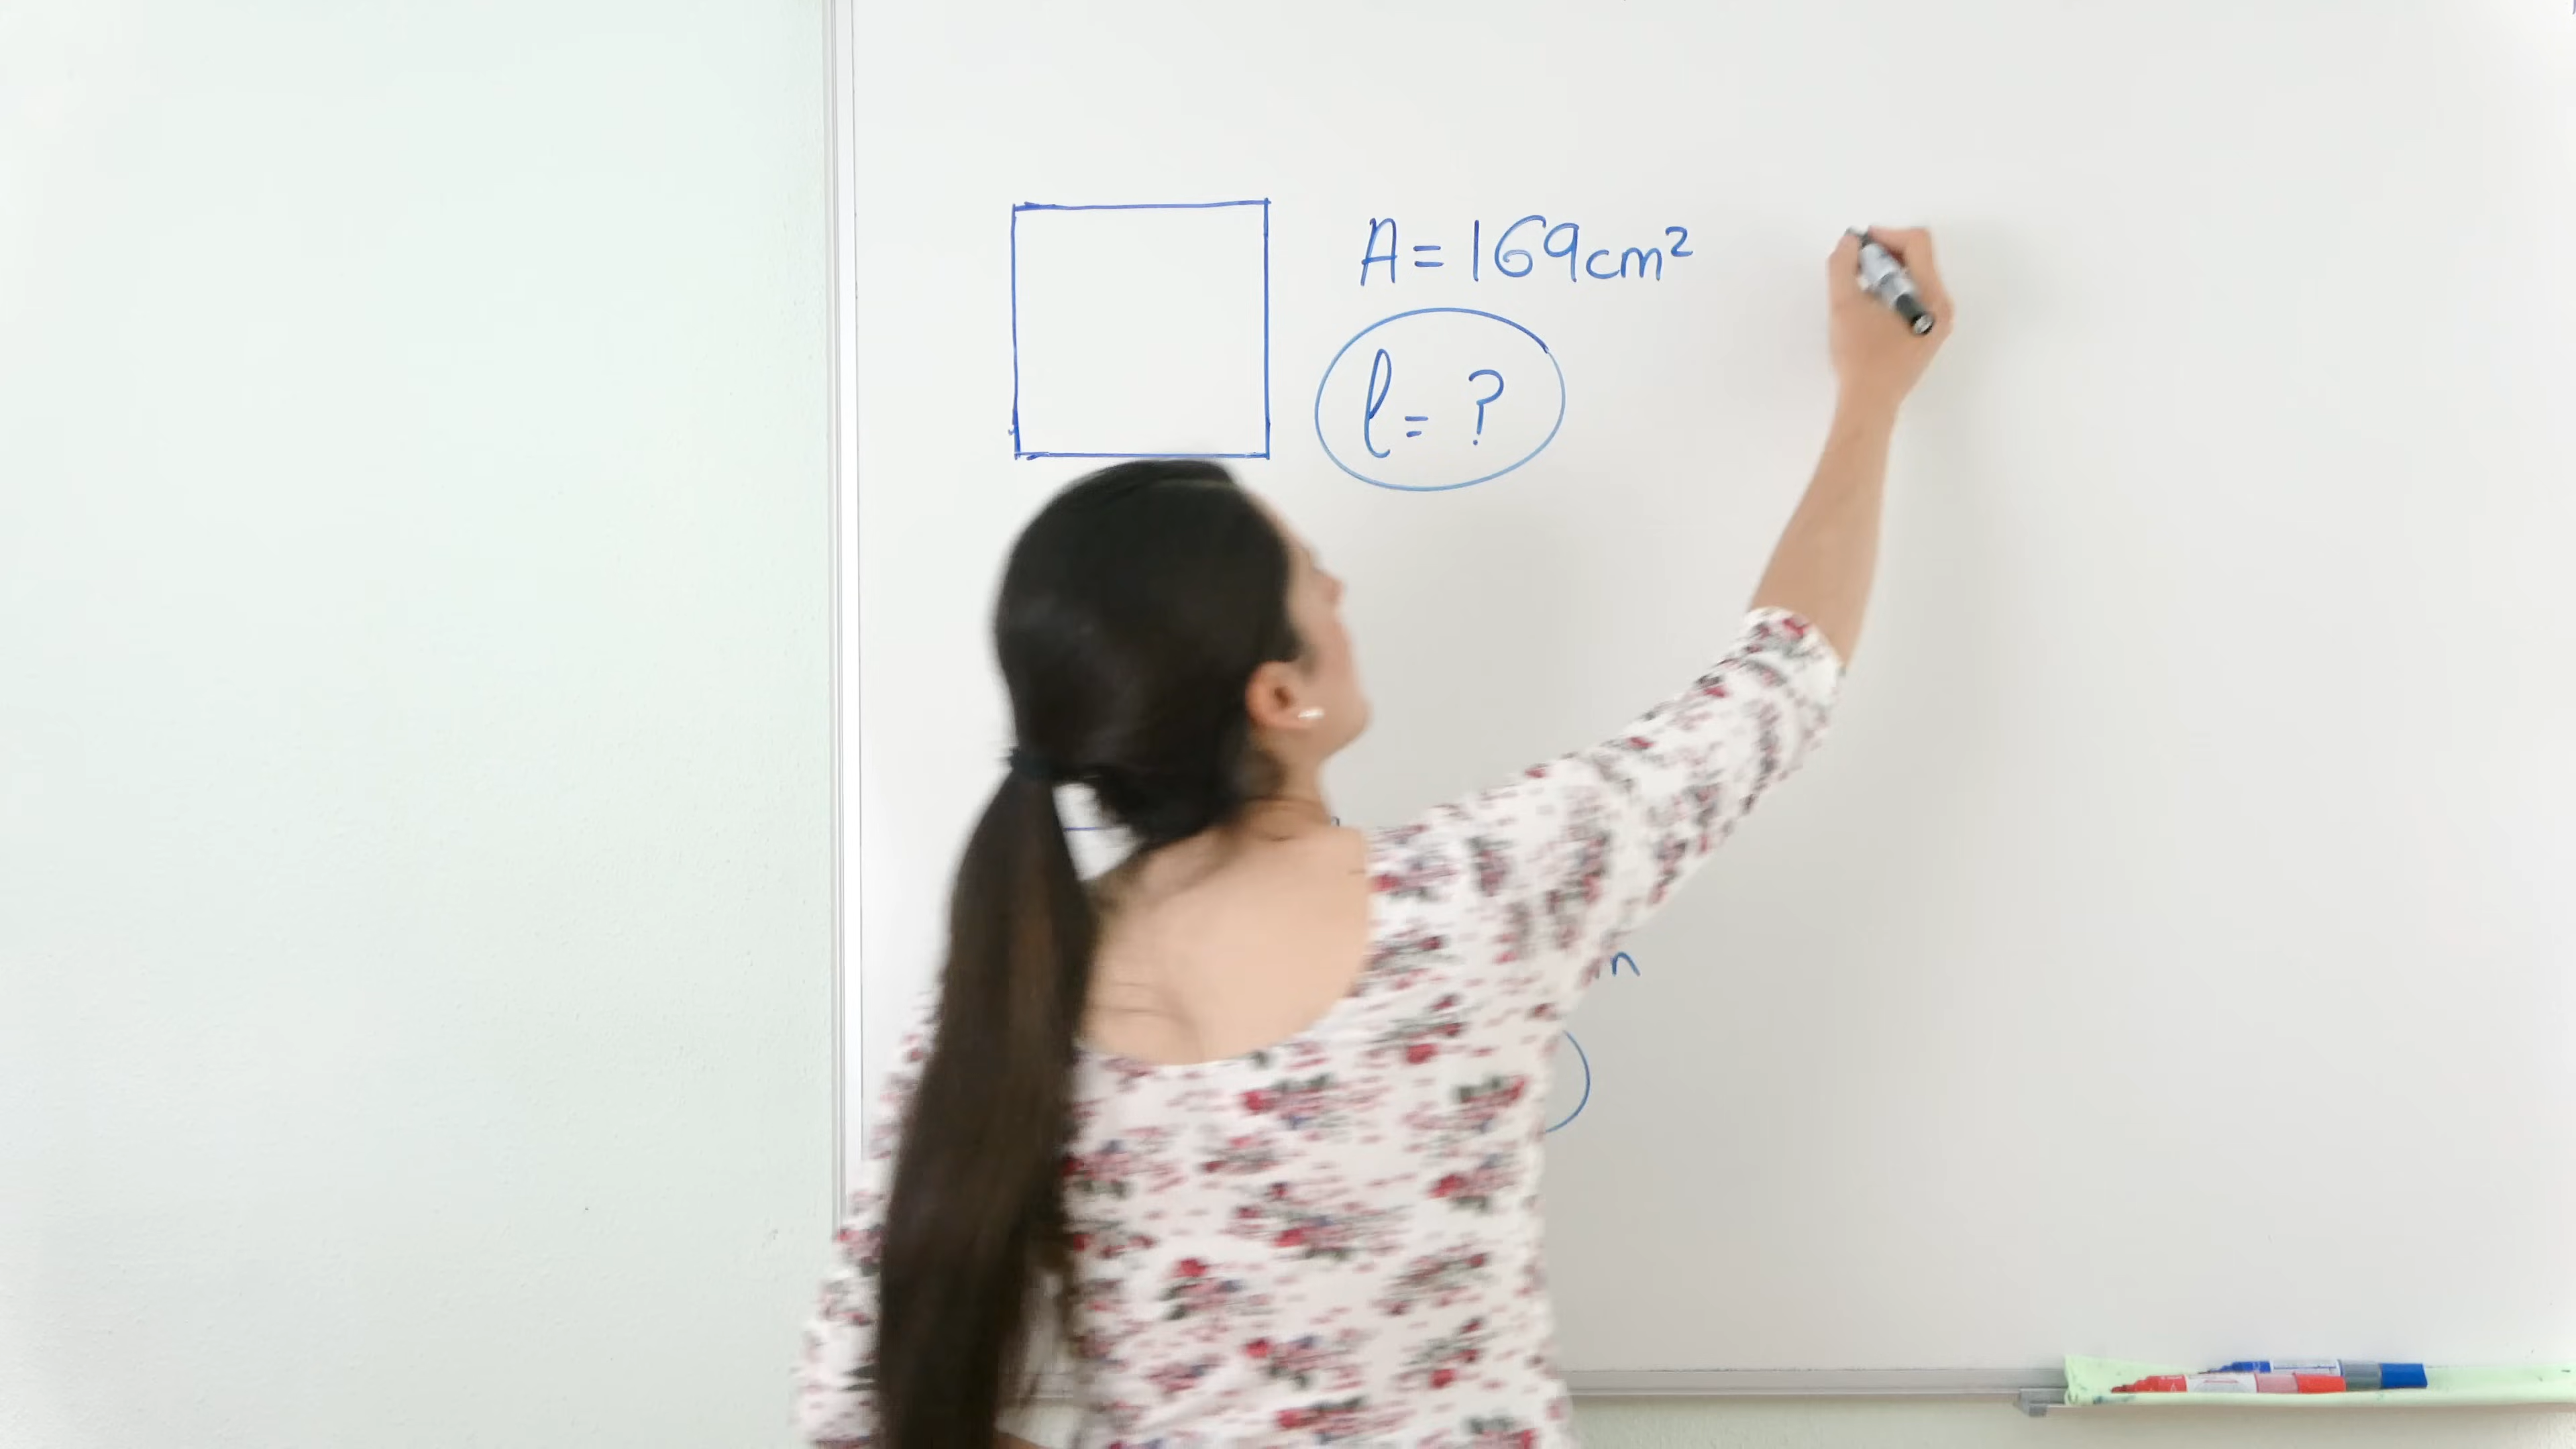 A = 169cm²
l = ?